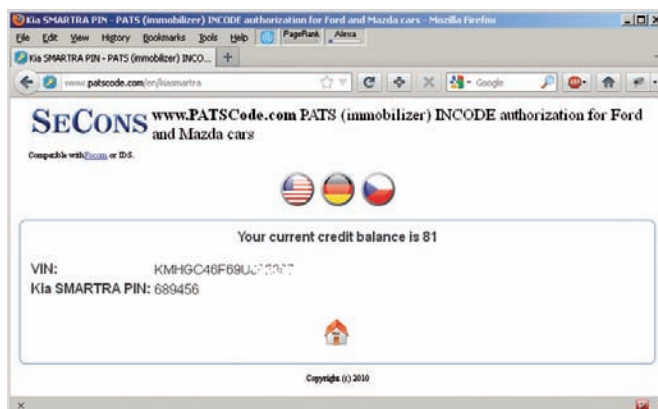 Kia SMARTRA PIN - PATS (immobilizer) INCODE authorization for Ford and Mazda cars - Mozilla Firefox
File Edit View History Bookmarks Tools Help PageRank Alexa
Kia SMARTRA PIN - PATS (immobilizer) INCO... +
www.patscode.com/en/kiasmartra Google
SECONS www.PATSCode.com PATS (immobilizer) INCODE authorization for Ford
and Mazda cars
Compatible with Focom or IDS.
Your current credit balance is 81
VIN: KMHGC46F69U
Kia SMARTRA PIN: 689456
Copyright (c) 2010